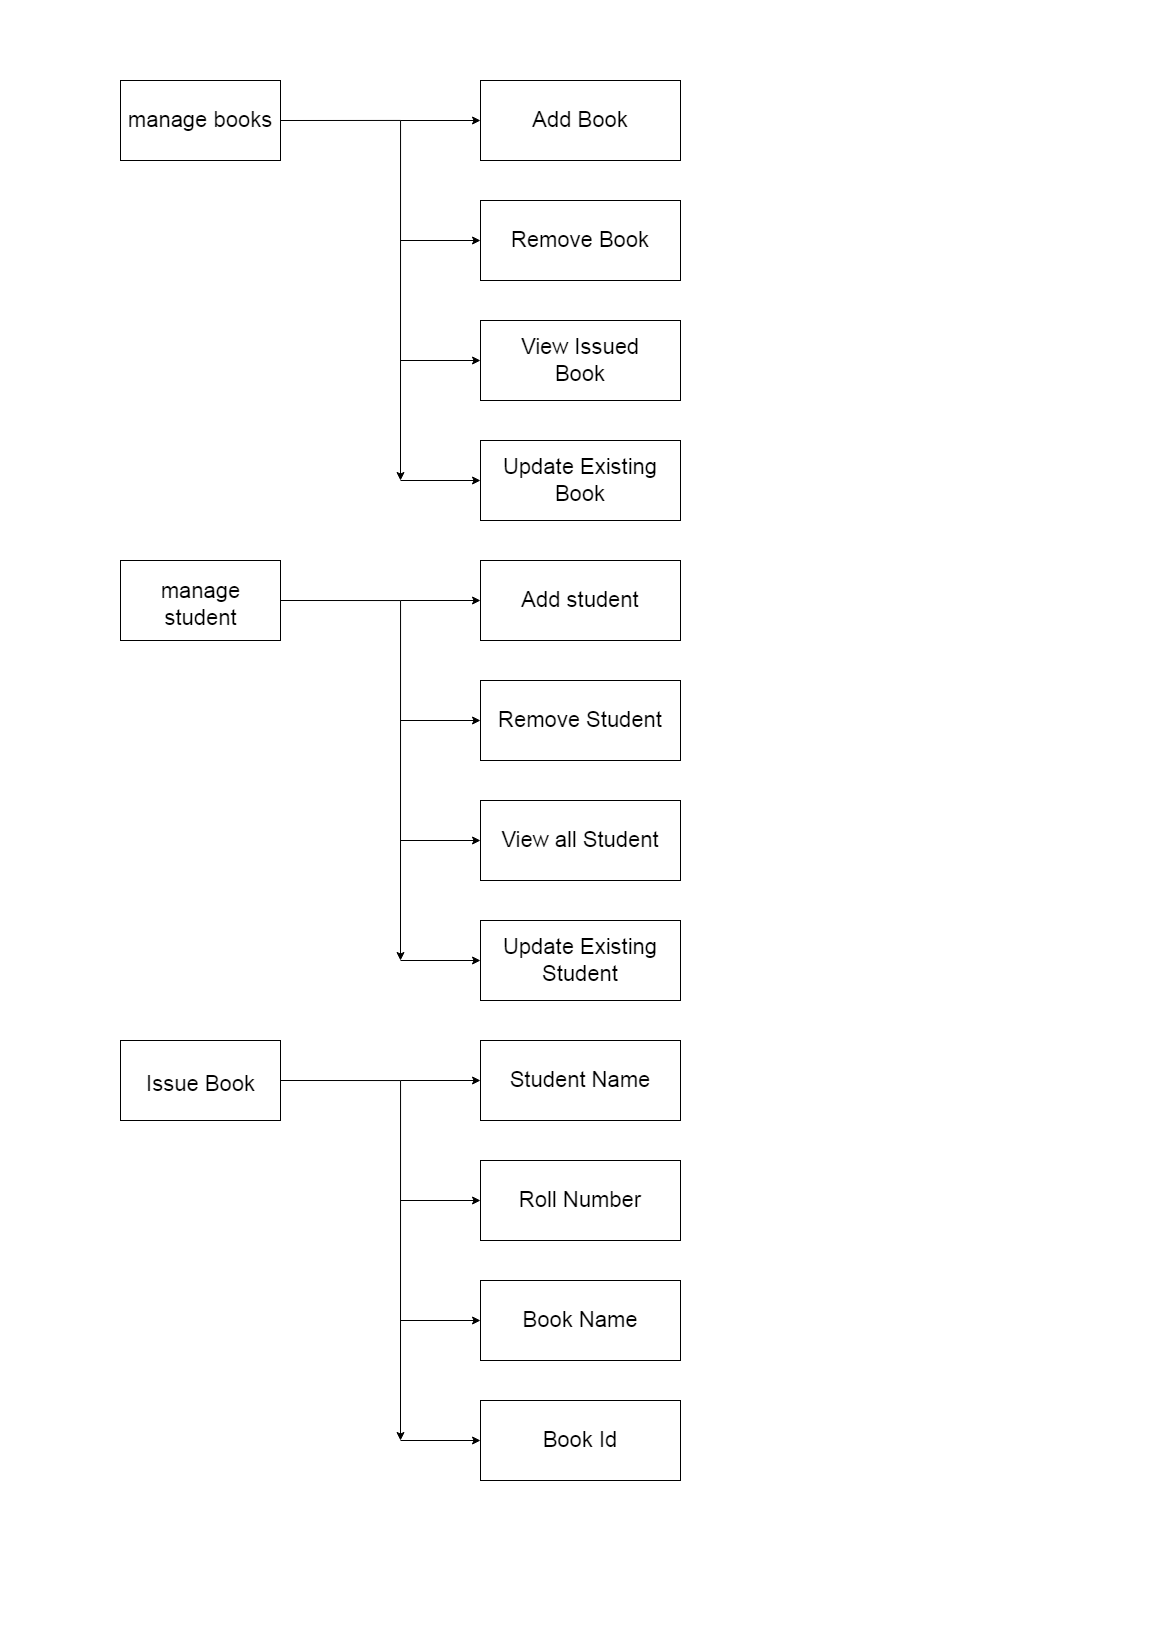 manage books
Add Book
Remove Book
View Issued
Book
Update Existing
Book
manage
student
Add student
Remove Student
View all Student
Update Existing
Student
Issue Book
Student Name
Roll Number
Book Name
Book Id